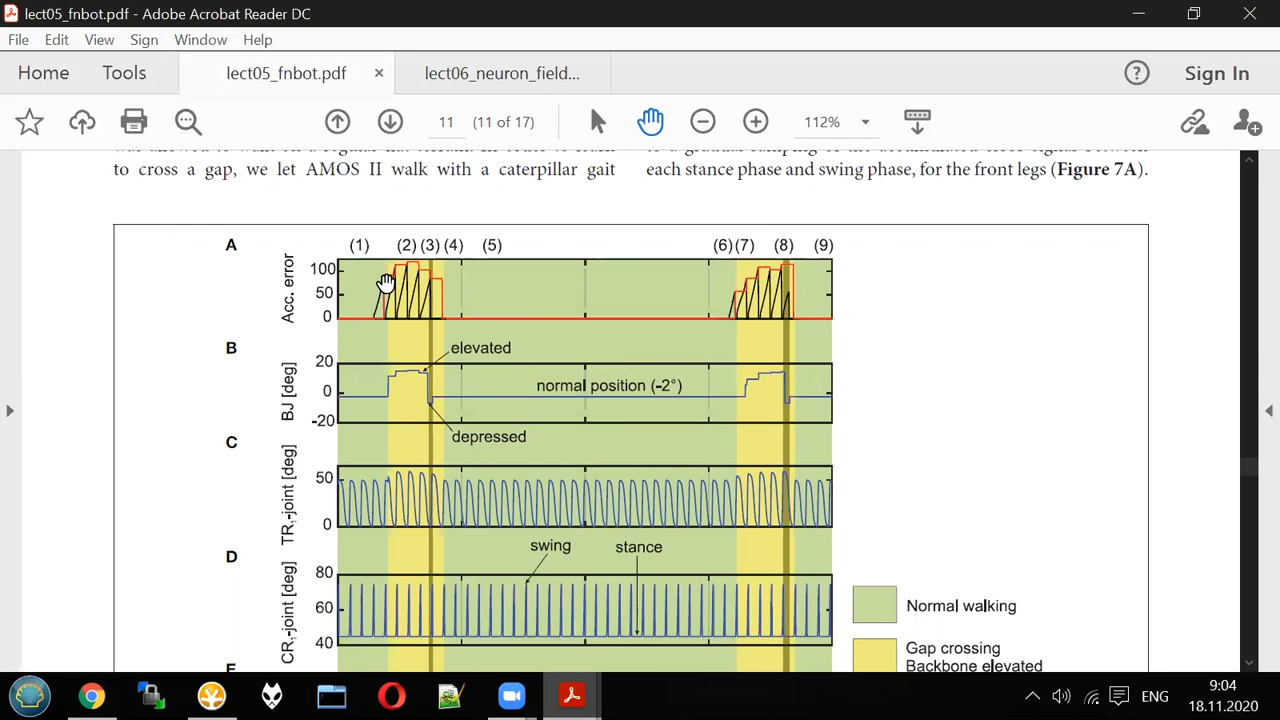 lect05_fnbot.pdf - Adobe Acrobat Reader DC
File Edit View Sign Window Help
Home Tools lect05_fnbot.pdf × lect06_neuron_field... ? Sign In
11 (11 of 17) 112%
to cross a gap, we let AMOS II walk with a caterpillar gait
each stance phase and swing phase, for the front legs (Figure 7A).
A (1) (2) (3) (4) (5) (6) (7) (8) (9)
Acc. error
100
50
0
B
BJ [deg]
20
0
-20
elevated
normal position (-2°)
depressed
C
TR₁-joint [deg]
50
0
D
CR₁-joint [deg]
80
60
40
swing stance
Normal walking
Gap crossing
Backbone elevated
E
ENG
9:04
18.11.2020